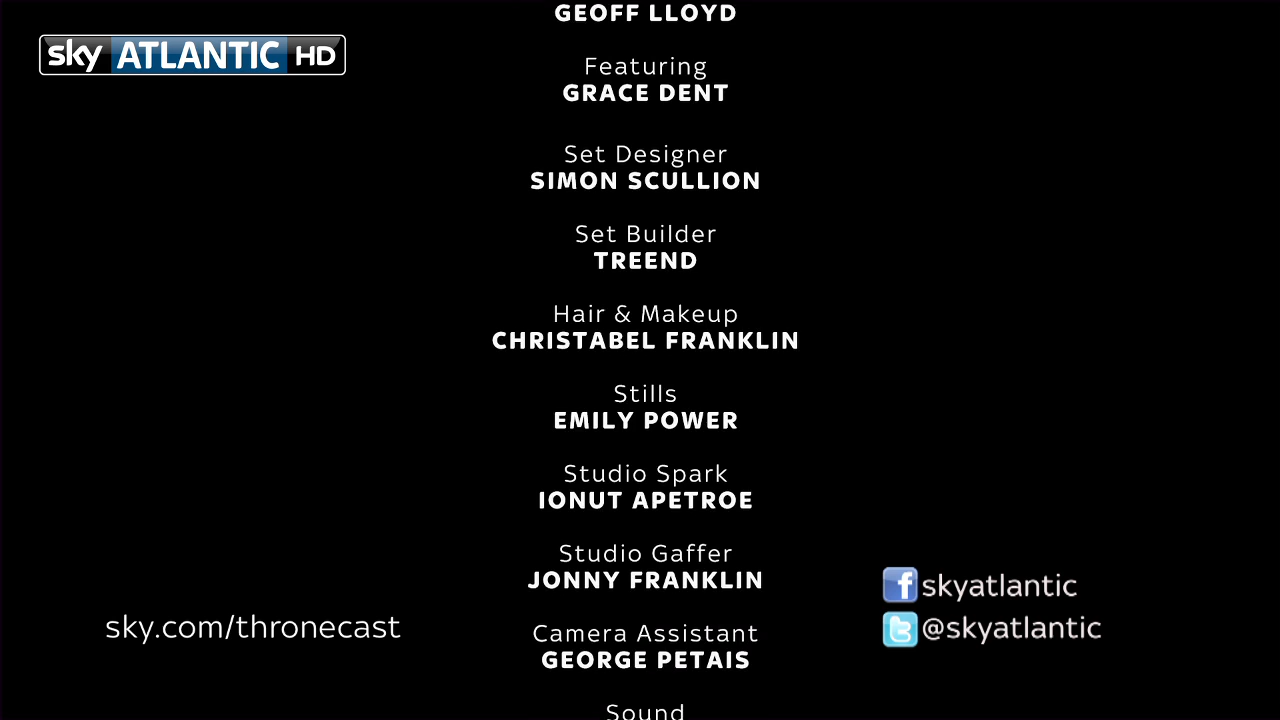 GEOFF LLOYD
sky ATLANTIC HD
Featuring
GRACE DENT
Set Designer
SIMON SCULLION
Set Builder
TREEND
Hair & Makeup
CHRISTABEL FRANKLIN
Stills
EMILY POWER
Studio Spark
IONUT APETROE
Studio Gaffer
JONNY FRANKLIN
skyatlantic
sky.com/thronecast
@skyatlantic
Camera Assistant
GEORGE PETAIS
Sound